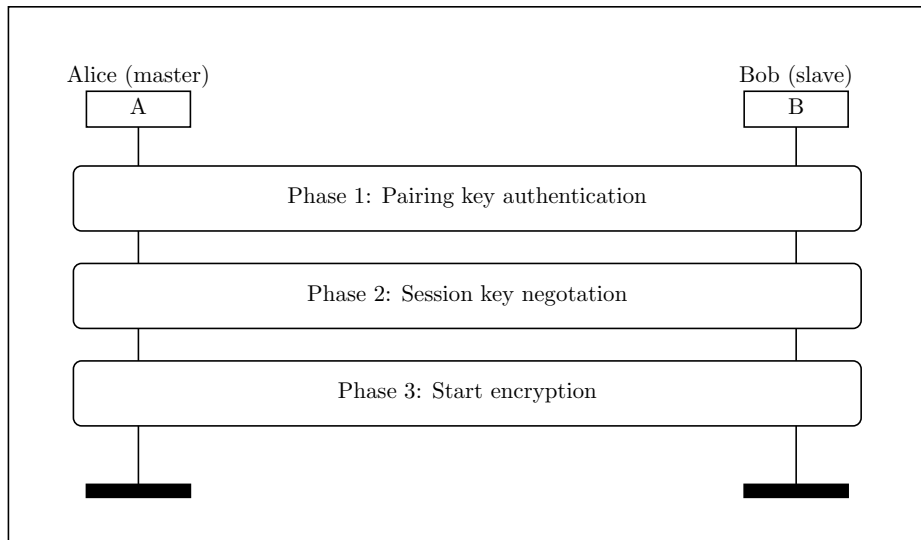 Alice (master)
Bob (slave)
A
B
Phase 1: Pairing key authentication
Phase 2: Session key negotation
Phase 3: Start encryption